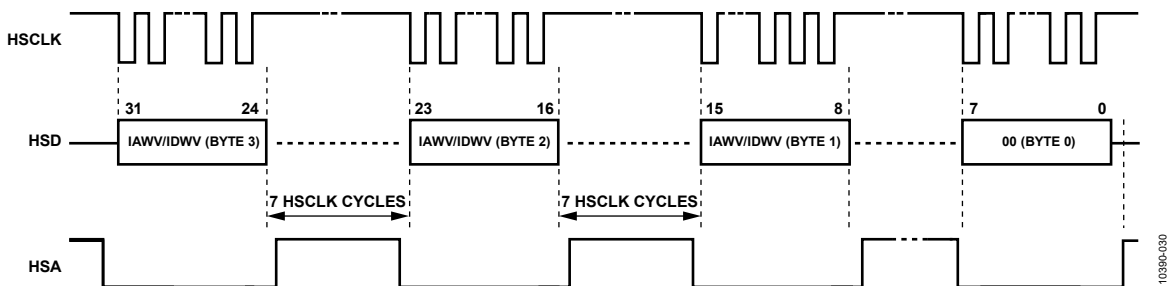 HSCLK
31 24 23 16 15 8 7 0
HSD
IAWV/IDWV (BYTE 3) IAWV/IDWV (BYTE 2) IAWV/IDWV (BYTE 1) 00 (BYTE 0)
7 HSCLK CYCLES 7 HSCLK CYCLES
HSA
10390-030